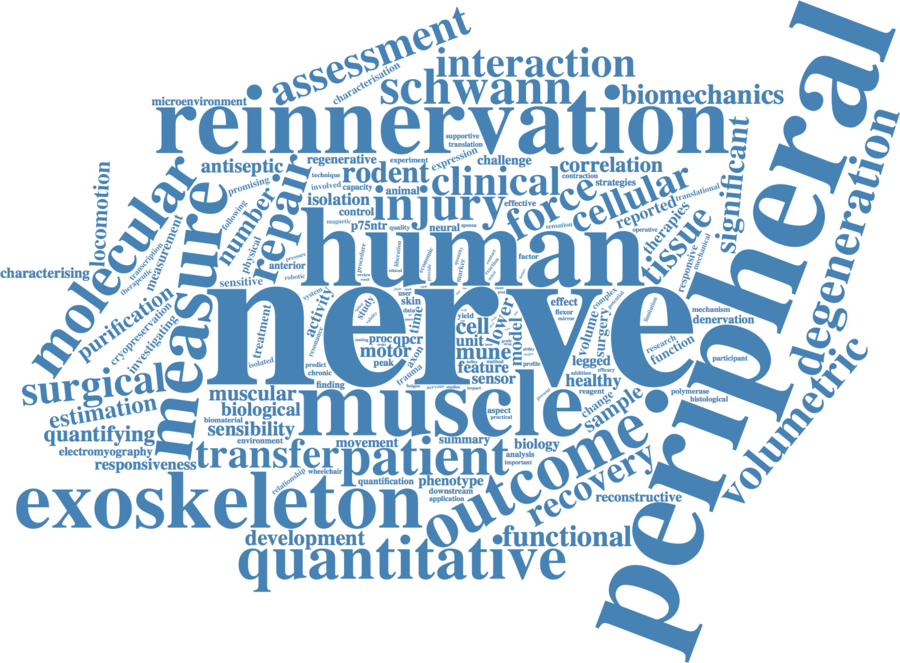 assessment
characterisation
interaction
schwann
microenvironment
biomechanics
reinnervation
peripheral
supportive
translation
antiseptic
regenerative
experiment
expression
challenge
correlation
technique
rodent
contraction
significant
degeneration
locomotion
molecular
promising
involved
capacity
animal
clinical
strategies
cellular
translational
number
repair
isolation
injury
effective
force
reported
following
control
magnetic
p75ntr
quality
neural
sensation
operative
therapies
tissue
measure
measurement
transcription
therapeutic
physical
human
characterising
anterior
robotic
sensitive
procedure
factor
marker
responsive
mechanical
purification
cryopreservation
investigating
nerve
system
activity
study
skin
data
time
lower
effect
flexor
volume
complex
surgery
mechanism
denervation
treatment
isolated
cell
yield
unit
model
motor
qpcr
mune
axon
peak
trauma
feature
sensor
profile
legged
healthy
reagent
research
function
participant
surgical
estimation
quantifying
electromyography
responsiveness
predict
chronic
finding
muscular
biological
biomaterial
sensibility
environment
muscle
aspect
practical
change
sample
polymerase
histological
volumetric
transfer
movement
summary
patient
biology
analysis
important
outcome
recovery
relationship
wheelchair
quantification
phenotype
downstream
application
reconstructive
exoskeleton
development
functional
quantitative